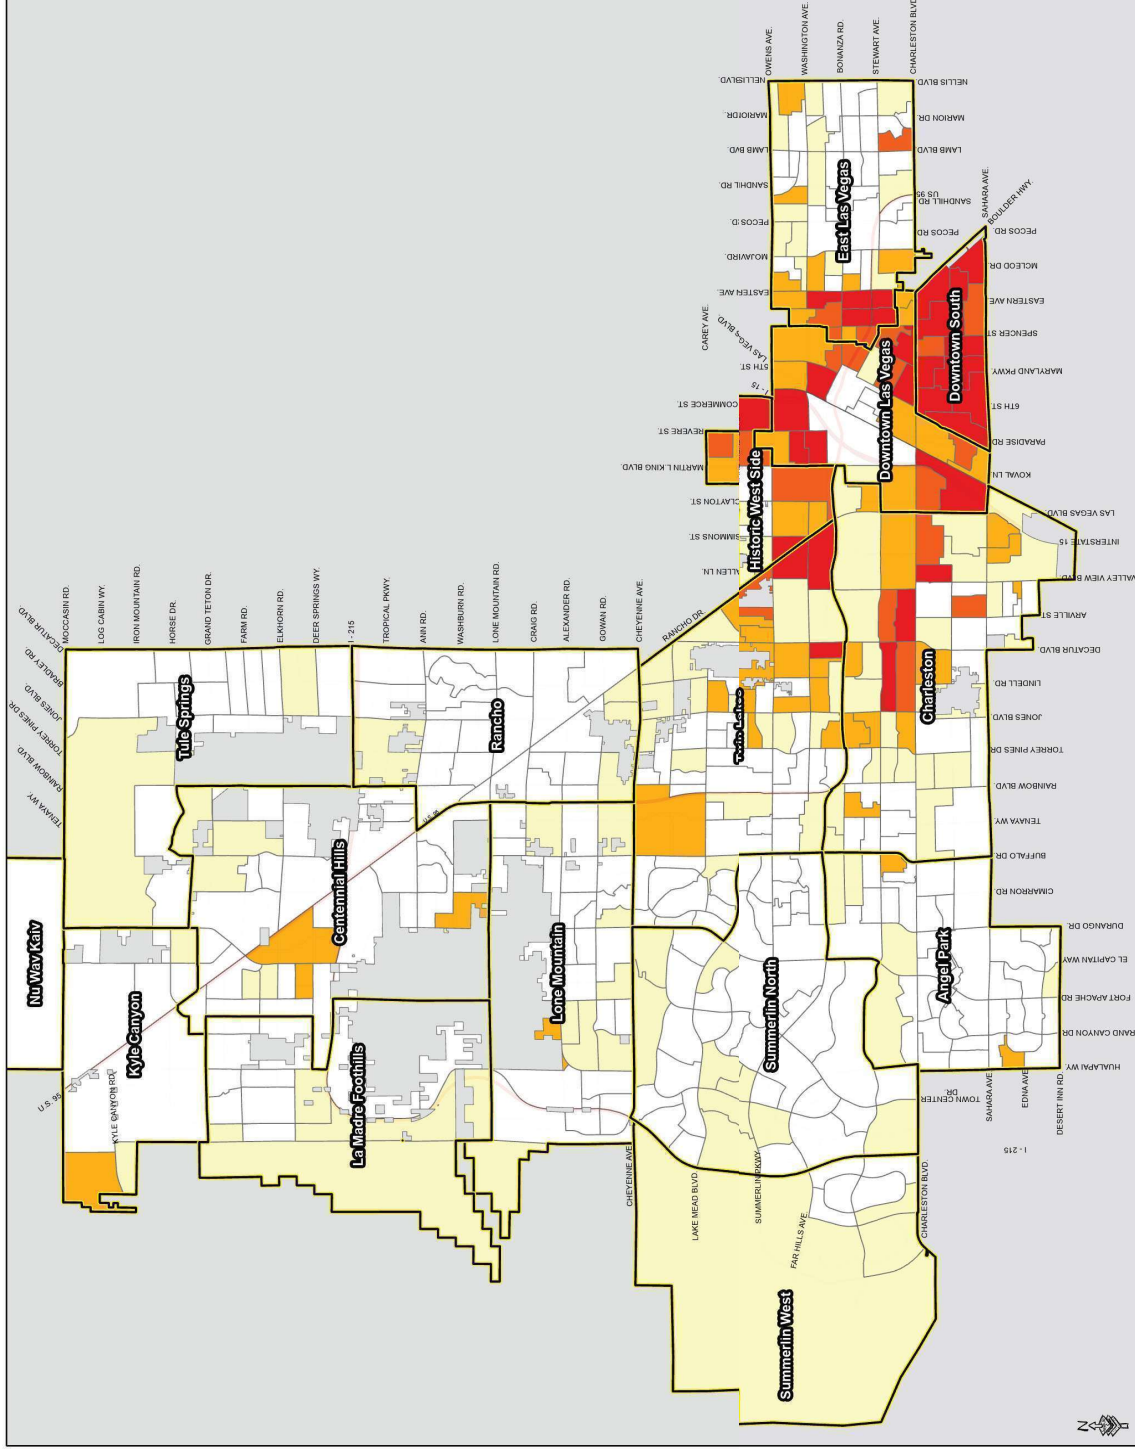 OWENS AVE.
WASHINGTON AVE.
BONANZA RD.
STEWART AVE.
CHARLESTON BLVD
NELLISLVD.
MARIOIDR.
LAMB BVD.
SANDHIL RD.
MOJAVIRD.
EASTERN AVE.
NELLIS BLVD.
MARION DR.
LAMB BLVD.
US 95
SANDHILL RD
PECOS RD
SAHARA AVE.
BOULDER HWY.
PECOS RD.
MCLEOD DR.
EASTERN AVE
SPENCER ST
MARYLAND PKWY.
6TH ST.
PARADISE RD
KOVAL LN
LAS VEGAS BLVD.
INTERSTATE 15
VALLEY VIEW BLVD
ARVILLE ST
DECATUR BLVD.
LINDELL RD.
JONES BLVD.
TORREY PINES DR.
RAINBOW BLVD.
TENAYA WY.
BUFFALO DR.
CIMARRON RD.
DURANGO DR.
EL CAPITAN WAY
FORT APACHE RD
RAND CANYON DR.
HUALAPAI WY.
CAREY AVE.
5TH ST.
I - 15
COMMERCE ST.
REVERE ST.
MARTIN L KING BLVD.
CLAYTON ST.
ALLEN LN.
RANCHO DR.
East Las Vegas
Downtown South
Downtown Las Vegas
Historic West Side
Charleston
DECATUR BLVD.
BRADLEY RD.
JONES BLVD.
TORREY PINES DR.
RAINBOW BLVD.
TENAYA WY.
MOCCASIN RD.
LOG CABIN WY.
IRON MOUNTAIN RD.
HORSE DR.
GRAND TETON DR.
FARM RD.
ELKHORN RD.
DEER SPRINGS WY.
I - 215
TROPICAL PKWY.
ANN RD.
WASHBURN RD.
LONE MOUNTAIN RD.
CRAIG RD.
ALEXANDER RD.
GOWAN RD.
CHEYENNE AVE.
Tule Springs
Rancho
U.S. 95
Centennial Hills
Nu Wav Kaiv
Kyle Canyon
U.S. 95
KYLE CANYON RD.
Lone Mountain
La Madre Foothills
Summerlin North
Angel Park
CHEYENNE AVE.
LAKE MEAD BLVD.
SUMMERLIN PKWY.
FAR HILLS AVE.
CHARLESTON BLVD.
TOWN CENTER
DR.
SAHARA AVE
EDNA AVE
DESERT INN RD.
I - 215
Summerlin West
N